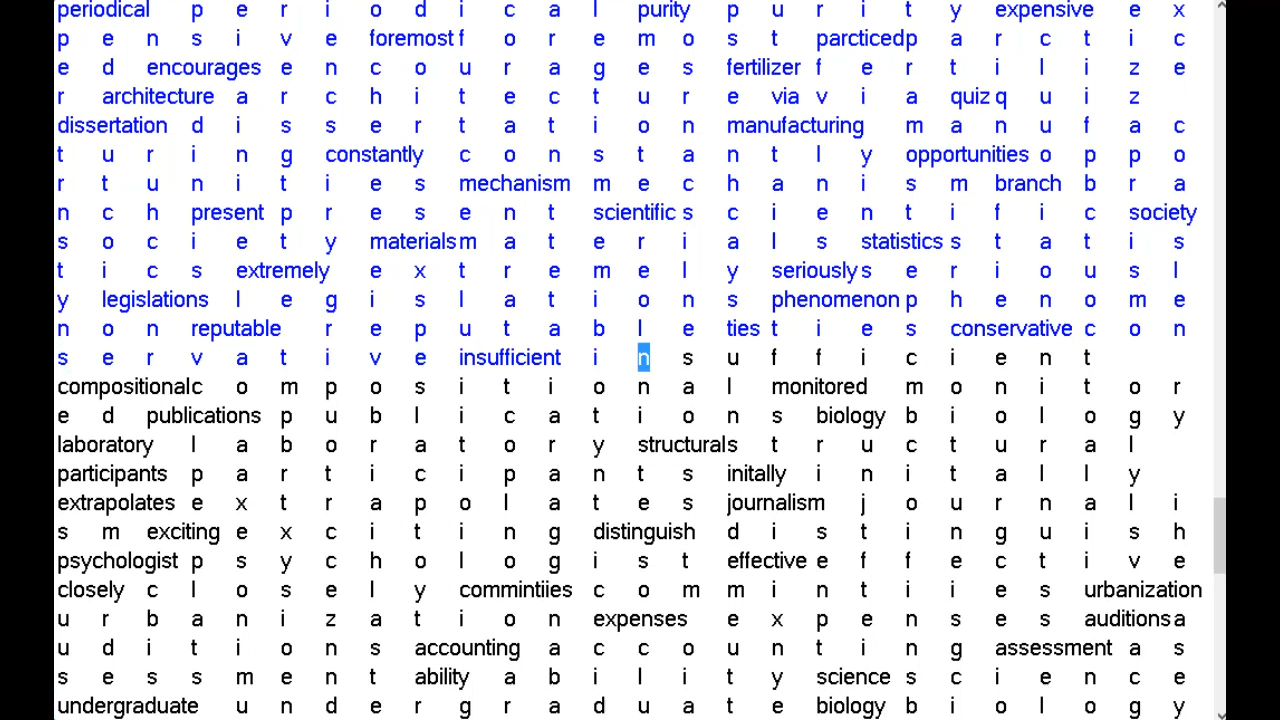 periodical p e r i o d i c a l purity p u r i t y expensive e x
p e n s i v e foremost f o r e m o s t parcticed p a r c t i c
e d encourages e n c o u r a g e s fertilizer f e r t i l i z e
r architecture a r c h i t e c t u r e via v i a quiz q u i z
dissertation d i s s e r t a t i o n manufacturing m a n u f a c
t u r i n g constantly c o n s t a n t l y opportunities o p p o
r t u n i t i e s mechanism m e c h a n i s m branch b r a
n c h present p r e s e n t scientific s c i e n t i f i c society
s o c i e t y materials m a t e r i a l s statistics s t a t i s
t i c s extremely e x t r e m e l y seriously s e r i o u s l
y legislations l e g i s l a t i o n s phenomenon p h e n o m e
n o n reputable r e p u t a b l e ties t i e s conservative c o n
s e r v a t i v e insufficient i n s u f f i c i e n t
compositional c o m p o s i t i o n a l monitored m o n i t o r
e d publications p u b l i c a t i o n s biology b i o l o g y
laboratory l a b o r a t o r y structural s t r u c t u r a l
participants p a r t i c i p a n t s initally i n i t a l l y
extrapolates e x t r a p o l a t e s journalism j o u r n a l i
s m exciting e x c i t i n g distinguish d i s t i n g u i s h
psychologist p s y c h o l o g i s t effective e f f e c t i v e
closely c l o s e l y commintiies c o m m i n t i i e s urbanization
u r b a n i z a t i o n expenses e x p e n s e s auditions a
u d i t i o n s accounting a c c o u n t i n g assessment a s
s e s s m e n t ability a b i l i t y science s c i e n c e
undergraduate u n d e r g r a d u a t e biology b i o l o g y